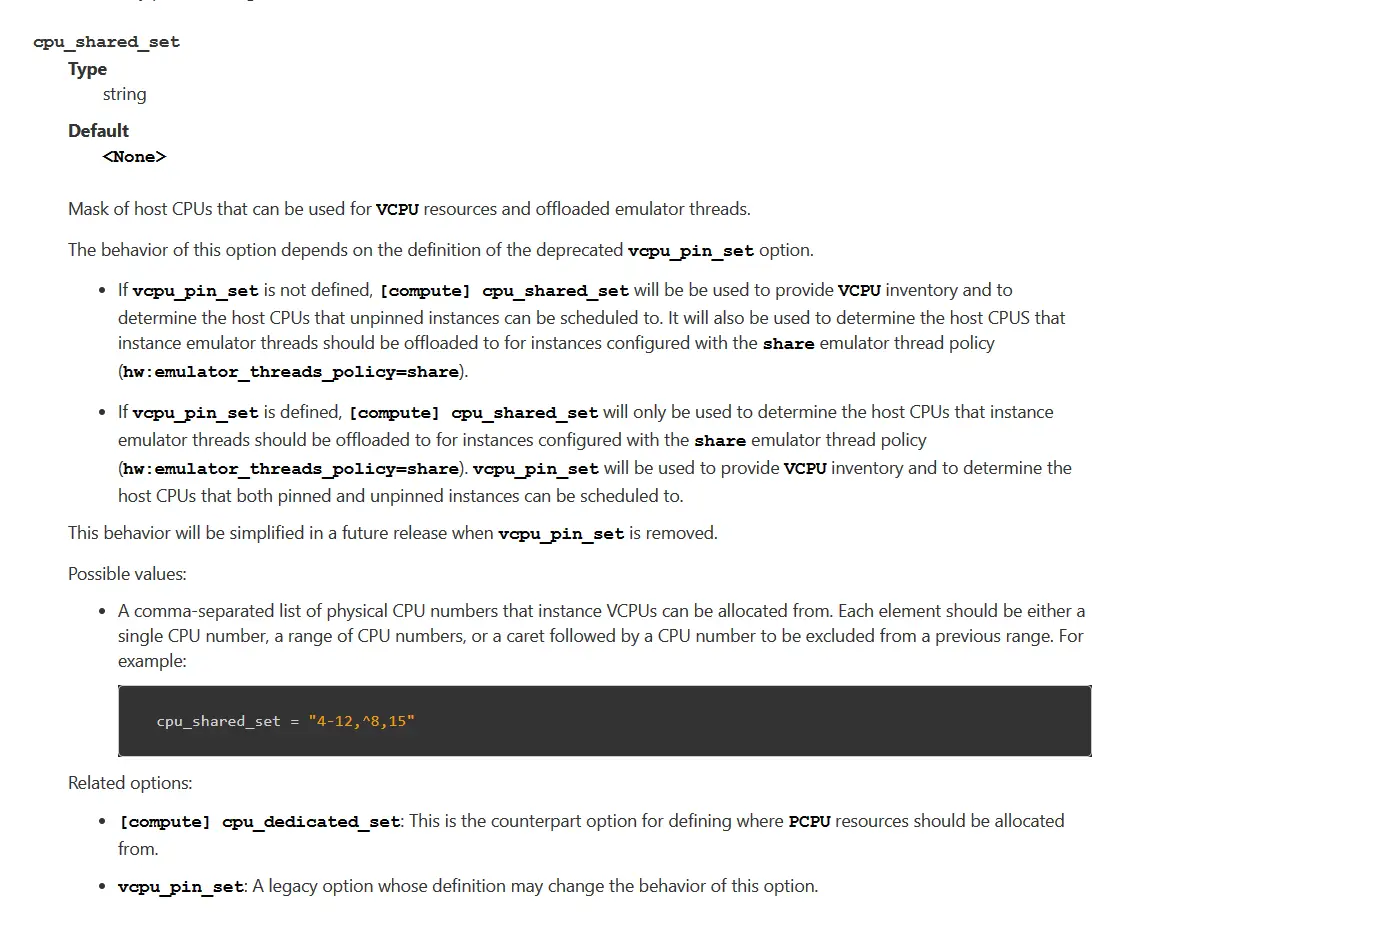 cpu_shared_set
Type
string
Default
<None>
Mask of host CPUs that can be used for VCPU resources and offloaded emulator threads.
The behavior of this option depends on the definition of the deprecated vcpu_pin_set option.
• If vcpu_pin_set is not defined, [compute] cpu_shared_set will be be used to provide VCPU inventory and to
determine the host CPUs that unpinned instances can be scheduled to. It will also be used to determine the host CPUS that
instance emulator threads should be offloaded to for instances configured with the share emulator thread policy
(hw:emulator_threads_policy=share).
• If vcpu_pin_set is defined, [compute] cpu_shared_set will only be used to determine the host CPUs that instance
emulator threads should be offloaded to for instances configured with the share emulator thread policy
(hw:emulator_threads_policy=share). vcpu_pin_set will be used to provide VCPU inventory and to determine the
host CPUs that both pinned and unpinned instances can be scheduled to.
This behavior will be simplified in a future release when vcpu_pin_set is removed.
Possible values:
• A comma-separated list of physical CPU numbers that instance VCPUs can be allocated from. Each element should be either a
single CPU number, a range of CPU numbers, or a caret followed by a CPU number to be excluded from a previous range. For
example:
cpu_shared_set = "4-12,^8,15"
Related options:
• [compute] cpu_dedicated_set: This is the counterpart option for defining where PCPU resources should be allocated
from.
• vcpu_pin_set: A legacy option whose definition may change the behavior of this option.